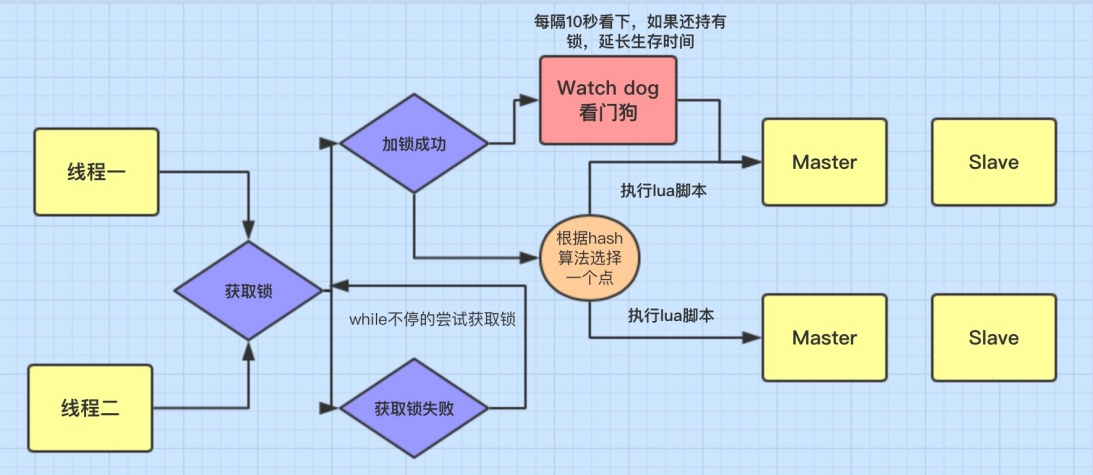 每隔10秒看下，如果还持有
锁，延长生存时间
Watch dog
看门狗
线程一
加锁成功
Master
Slave
执行lua脚本
根据hash
算法选择
一个点
获取锁
while不停的尝试获取锁
执行lua脚本
Master
Slave
线程二
获取锁失败